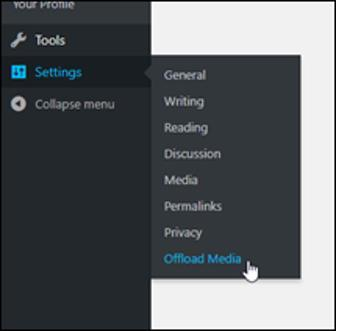 Your Profile
Tools
Settings
Collapse menu
General
Writing
Reading
Discussion
Media
Permalinks
Privacy
Offload Media